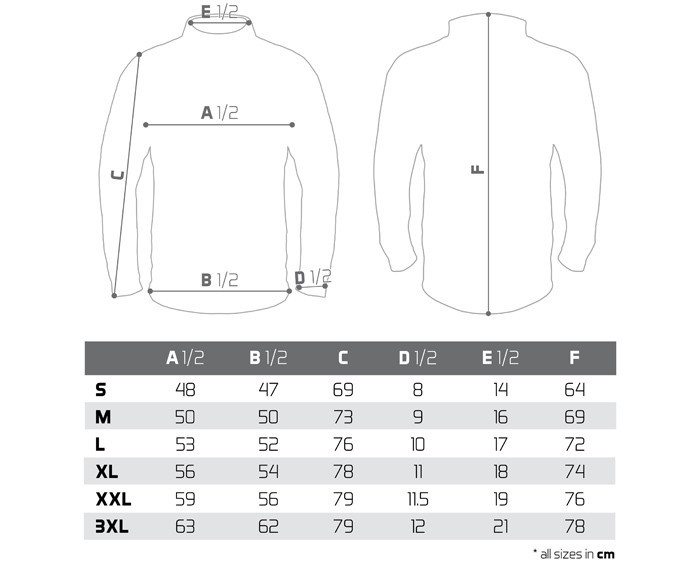 E 1/2
A 1/2
C
F
B 1/2
D 1/2
A 1/2 B 1/2 C D 1/2 E 1/2 F
S 48 47 69 8 14 64
M 50 50 73 9 16 69
L 53 52 76 10 17 72
XL 56 54 78 11 18 74
XXL 59 56 79 11.5 19 76
3XL 63 62 79 12 21 78
* all sizes in cm